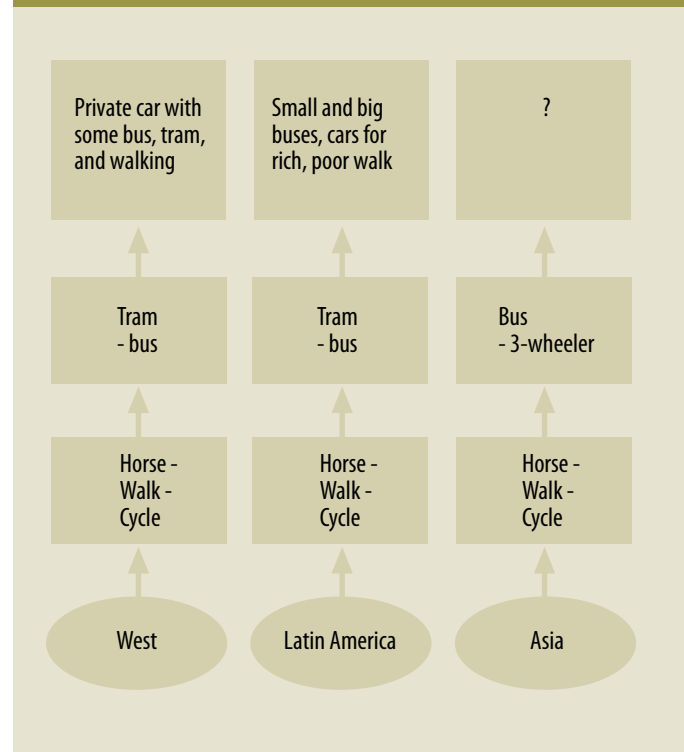 Private car with
some bus, tram,
and walking
Small and big
buses, cars for
rich, poor walk
?
Tram
- bus
Tram
- bus
Bus
- 3-wheeler
Horse -
Walk -
Cycle
Horse -
Walk -
Cycle
Horse -
Walk -
Cycle
West
Latin America
Asia